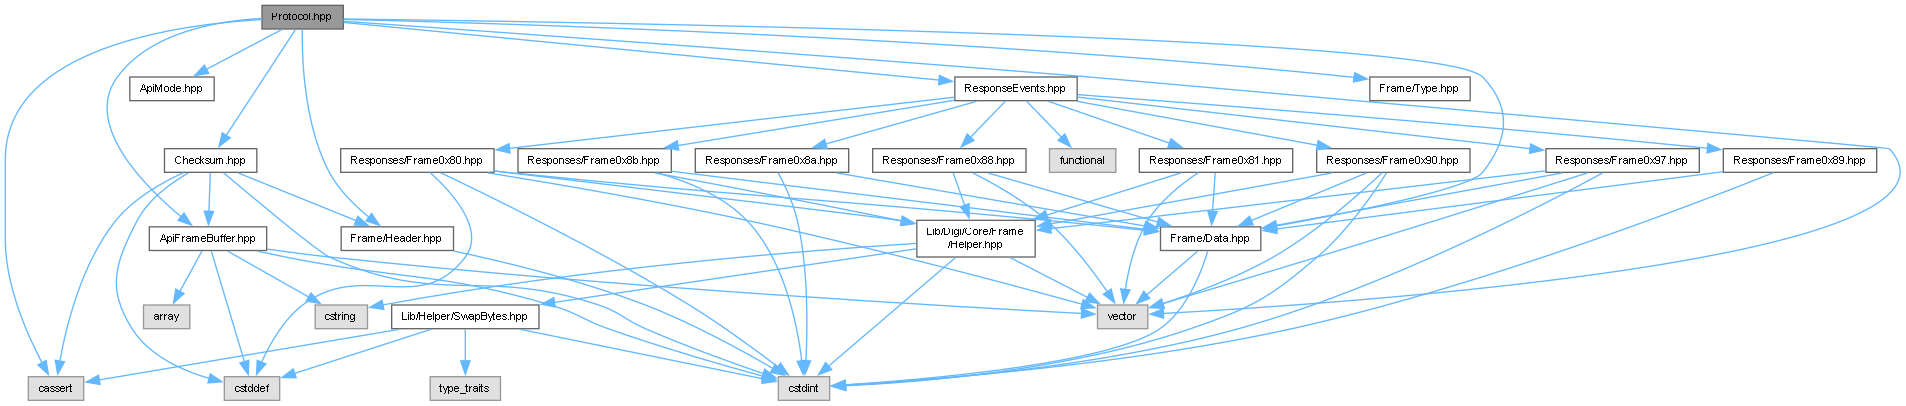 Protocol.hpp
ApiMode.hpp
ResponseEvents.hpp
Frame/Type.hpp
Checksum.hpp
Responses/Frame0x80.hpp
Responses/Frame0x8b.hpp
Responses/Frame0x8a.hpp
Responses/Frame0x88.hpp
functional
Responses/Frame0x81.hpp
Responses/Frame0x90.hpp
Responses/Frame0x97.hpp
Responses/Frame0x89.hpp
ApiFrameBuffer.hpp
Frame/Header.hpp
Lib/Digi/Core/Frame
/Helper.hpp
Frame/Data.hpp
array
cstring
Lib/Helper/SwapBytes.hpp
vector
cassert
cstddef
type_traits
cstdint